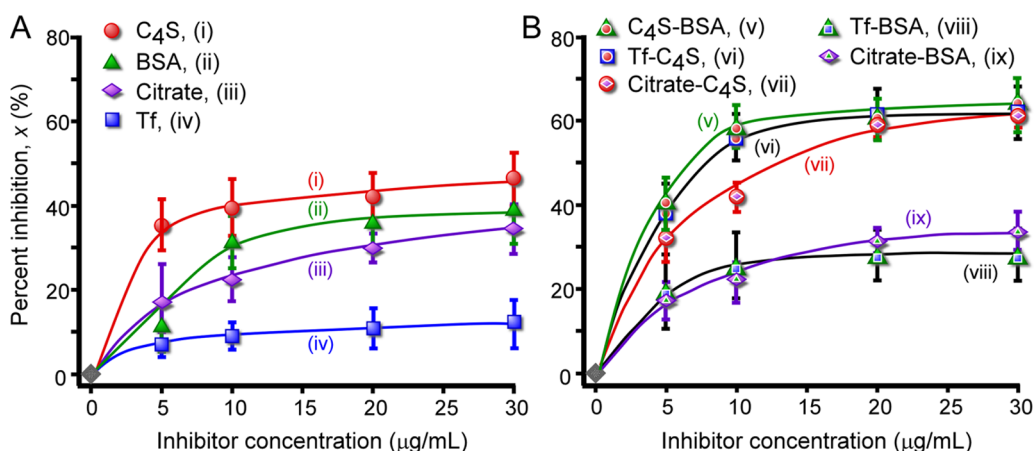 A
Percent inhibition, x (%)
80
60
40
20
0
C₄S, (i)
BSA, (ii)
Citrate, (iii)
Tf, (iv)
(i)
(ii)
(iii)
(iv)
0 5 10 15 20 25 30
Inhibitor concentration (μg/mL)
B
80
60
40
20
0
C₄S-BSA, (v)
Tf-C₄S, (vi)
Citrate-C₄S, (vii)
Tf-BSA, (viii)
Citrate-BSA, (ix)
(v)
(vi)
(vii)
(ix)
(viii)
0 5 10 15 20 25 30
Inhibitor concentration (μg/mL)